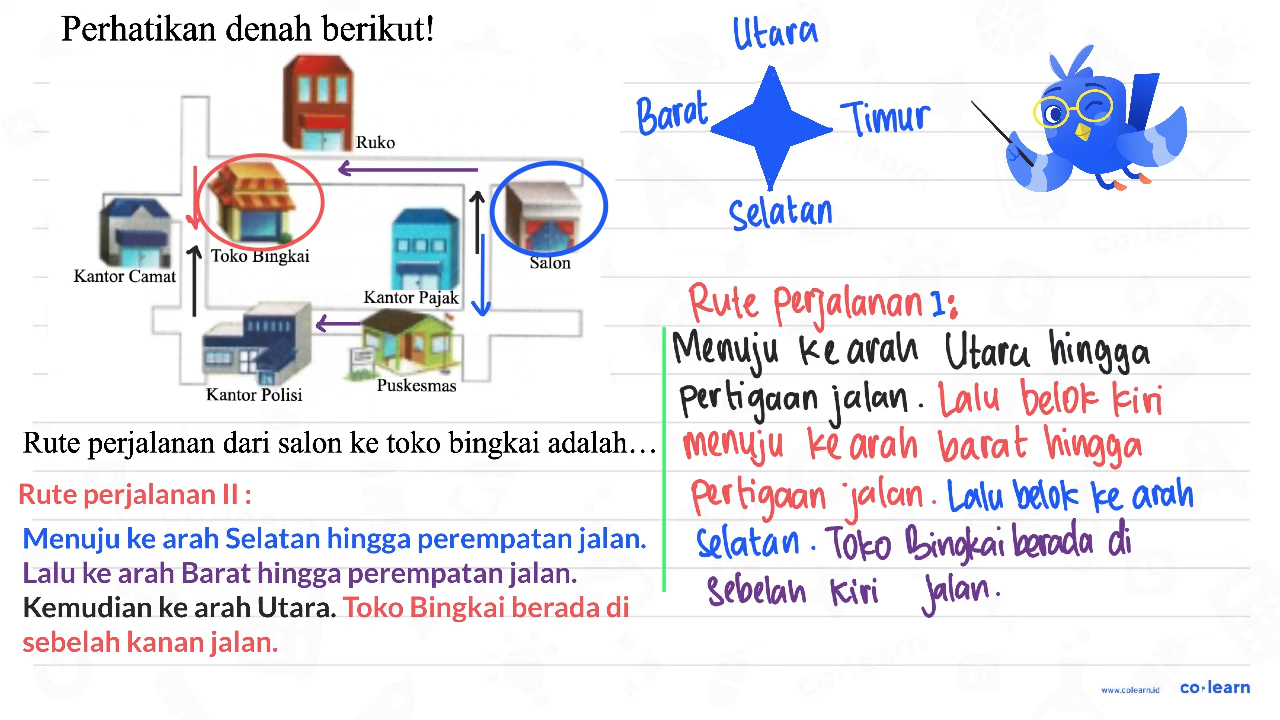 Perhatikan denah berikut!
Ruko
Kantor Camat
Toko Bingkai
Kantor Pajak
Salon
Kantor Polisi
Puskesmas
Rute perjalanan dari salon ke toko bingkai adalah...
Rute perjalanan II :
Menuju ke arah Selatan hingga perempatan jalan.
Lalu ke arah Barat hingga perempatan jalan.
Kemudian ke arah Utara. Toko Bingkai berada di
sebelah kanan jalan.
Utara
Barat
Timur
Selatan
Rute perjalanan 1:
Menuju ke arah Utara hingga
pertigaan jalan. Lalu belok kiri
menuju ke arah barat hingga
pertigaan jalan. Lalu belok ke arah
selatan. Toko Bingkai berada di
sebelah kiri jalan.
www.colearn.id
co·learn